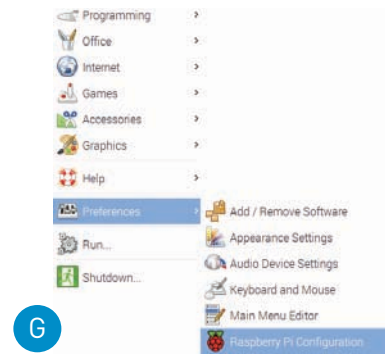 Programming
Office
Internet
Games
Accessories
Graphics
Help
Preferences
Add / Remove Software
Run...
Appearance Settings
Audio Device Settings
Shutdown...
Keyboard and Mouse
Main Menu Editor
Raspberry Pi Configuration
G